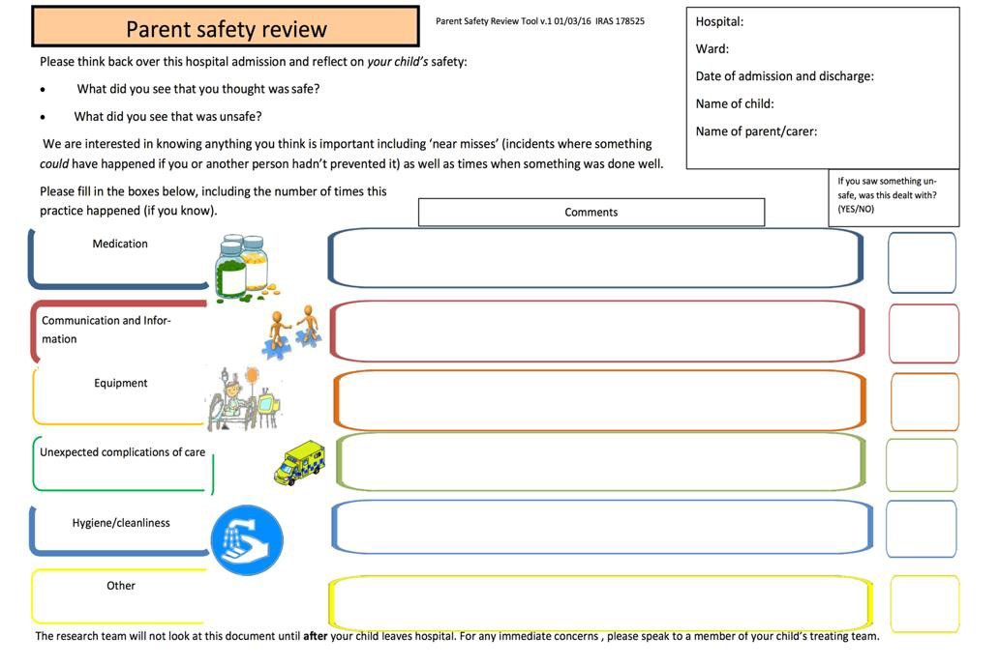 Parent safety review
Parent Safety Review Tool v.1 01/03/16 IRAS 178525
Hospital:
Ward:
Date of admission and discharge:
Name of child:
Name of parent/carer:
Please think back over this hospital admission and reflect on your child's safety:
• What did you see that you thought was safe?
• What did you see that was unsafe?
We are interested in knowing anything you think is important including 'near misses' (incidents where something
could have happened if you or another person hadn't prevented it) as well as times when something was done well.
Please fill in the boxes below, including the number of times this
practice happened (if you know).
Comments
If you saw something un-
safe, was this dealt with?
(YES/NO)
Medication
Communication and Infor-
mation
Equipment
Unexpected complications of care
Hygiene/cleanliness
Other
The research team will not look at this document until after your child leaves hospital. For any immediate concerns , please speak to a member of your child's treating team.